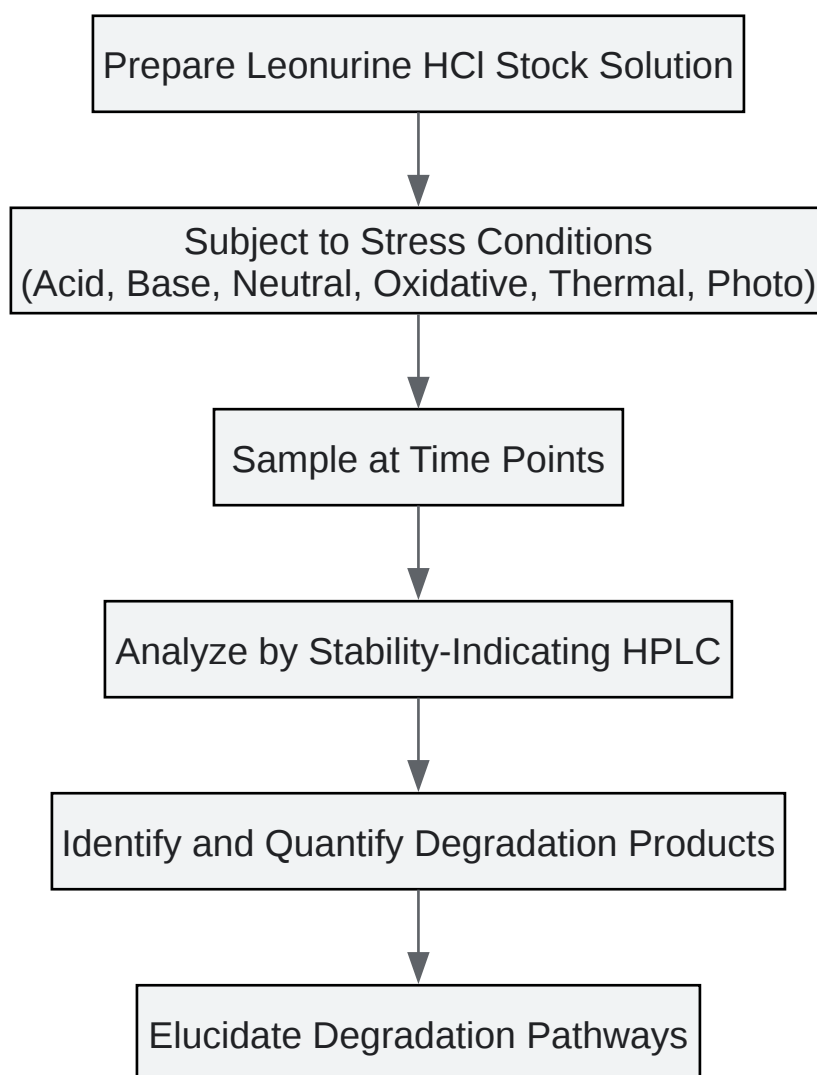 Prepare Leonurine HCl Stock Solution
Subject to Stress Conditions
(Acid, Base, Neutral, Oxidative, Thermal, Photo)
Sample at Time Points
Analyze by Stability-Indicating HPLC
Identify and Quantify Degradation Products
Elucidate Degradation Pathways